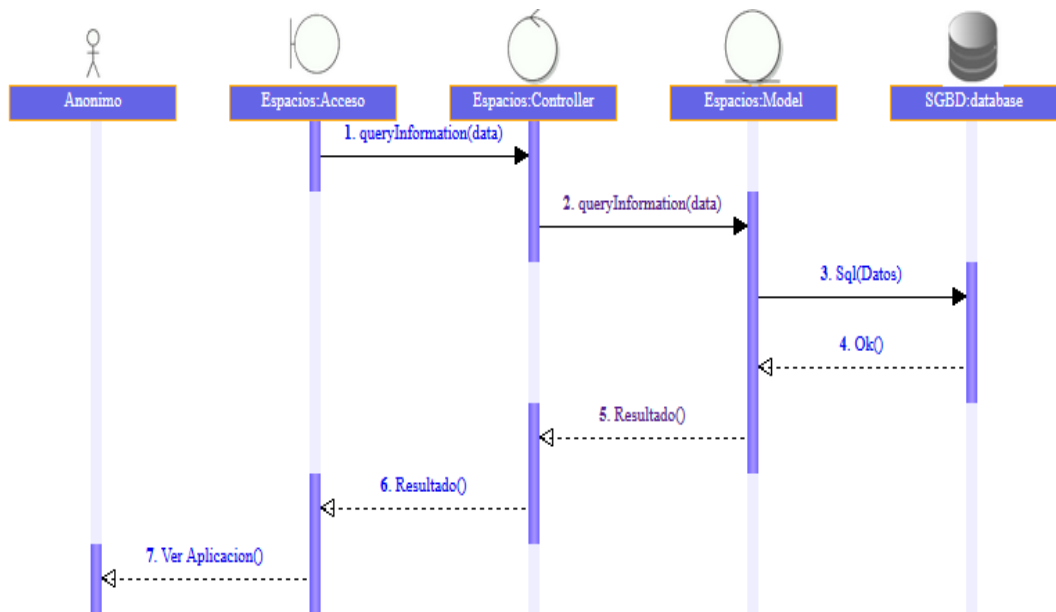 Anonimo
Espacios:Acceso
Espacios:Controller
Espacios:Model
SGBD:database
1. queryInformation(data)
2. queryInformation(data)
3. Sql(Datos)
4. Ok()
5. Resultado()
6. Resultado()
7. Ver Aplicacion()